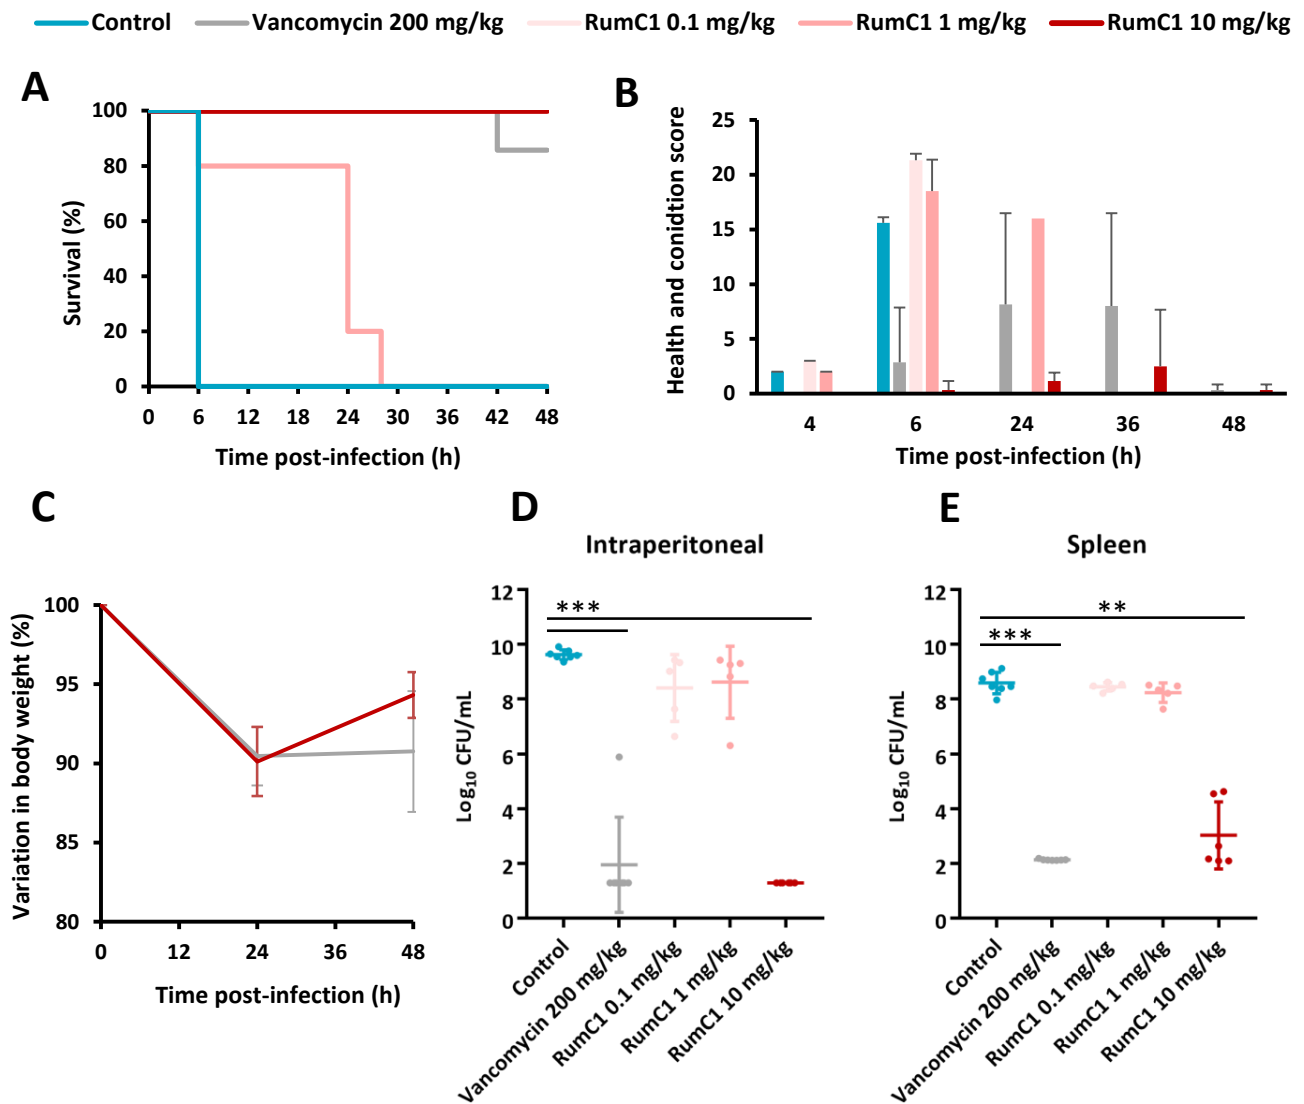 Control Vancomycin 200 mg/kg RumC1 0.1 mg/kg RumC1 1 mg/kg RumC1 10 mg/kg
A
100
80
60
40
20
0
Survival (%)
0 6 12 18 24 30 36 42 48
Time post-infection (h)
B
25
20
15
10
5
0
Health and conidtion score
4 6 24 36 48
Time post-infection (h)
C
100
95
90
85
80
Variation in body weight (%)
0 12 24 36 48
Time post-infection (h)
D
Intraperitoneal
12
10
8
6
4
2
0
Log10 CFU/mL
***
Control
Vancomycin 200 mg/kg
RumC1 0.1 mg/kg
RumC1 1 mg/kg
RumC1 10 mg/kg
E
Spleen
12
10
8
6
4
2
0
Log10 CFU/mL
**
***
Control
Vancomycin 200 mg/kg
RumC1 0.1 mg/kg
RumC1 1 mg/kg
RumC1 10 mg/kg